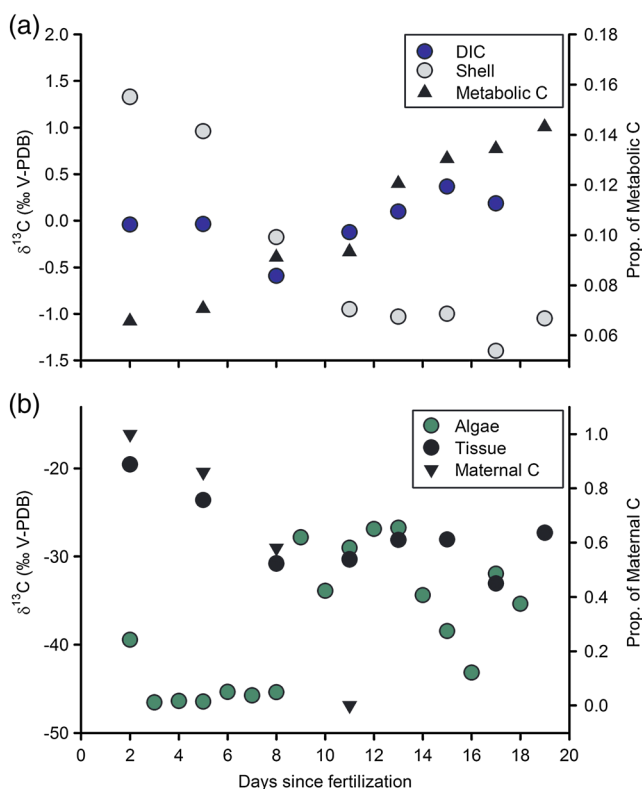 (a)
2.0
1.5
1.0
0.5
0.0
-0.5
-1.0
-1.5
δ¹³C (‰ V-PDB)
DIC
Shell
Metabolic C
0.18
0.16
0.14
0.12
0.10
0.08
0.06
Prop. of Metabolic C
(b)
-20
-30
-40
-50
δ¹³C (‰ V-PDB)
Algae
Tissue
Maternal C
1.0
0.8
0.6
0.4
0.2
0.0
Prop. of Maternal C
0 2 4 6 8 10 12 14 16 18 20
Days since fertilization